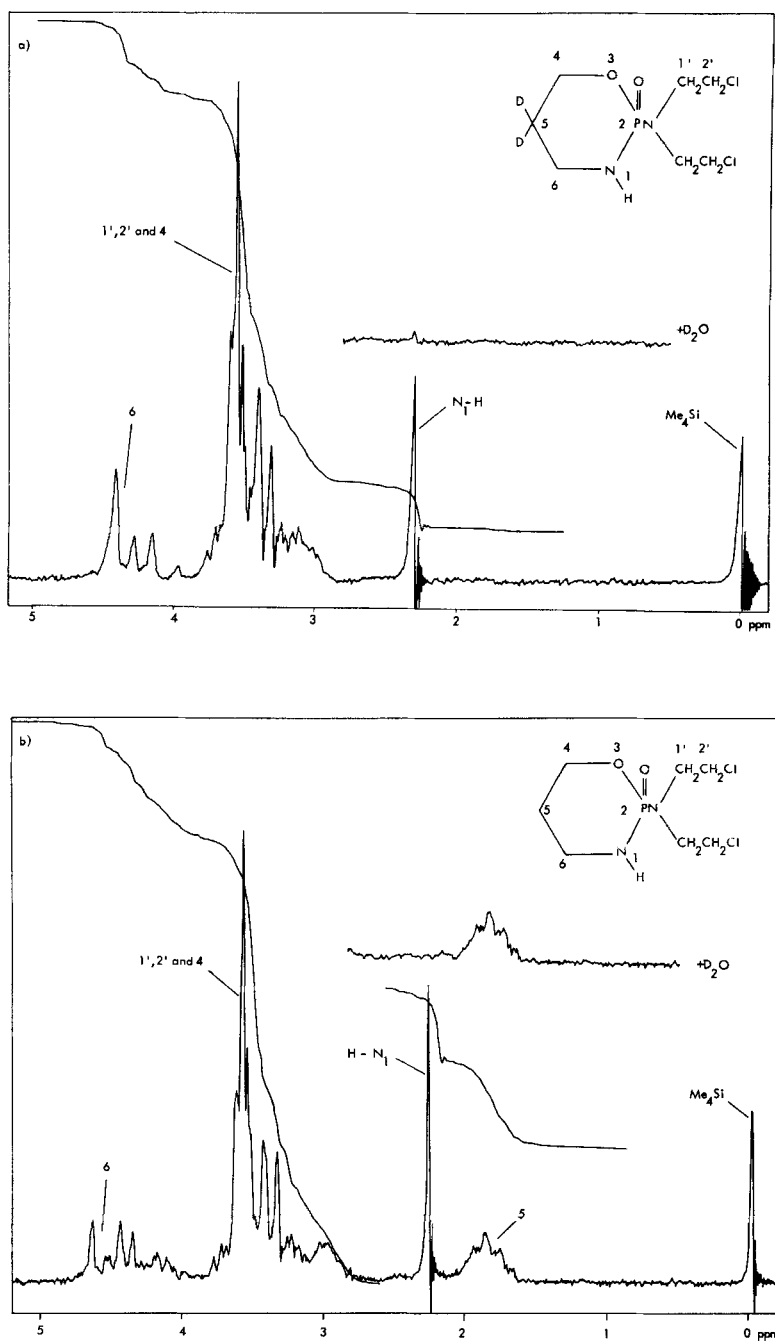 a)
4
3
O
O
1'
2'
CH2CH2Cl
D
D
5
2
PN
CH2CH2Cl
6
N
1
H
1',2' and 4
+D2O
6
N1-H
Me4Si
5
4
3
2
1
0 ppm
b)
4
3
O
O
1'
2'
CH2CH2Cl
5
2
PN
CH2CH2Cl
6
N
1
H
1',2' and 4
+D2O
H - N1
Me4Si
6
5
5
4
3
2
1
0 ppm